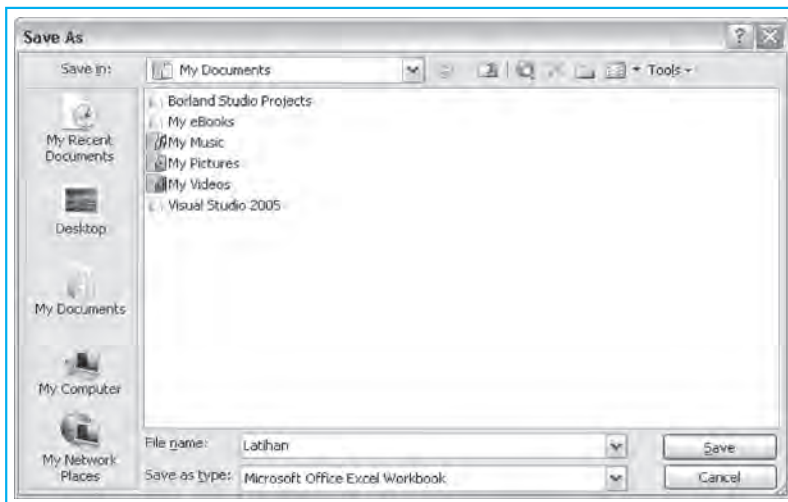 Save As
Save in: My Documents Tools
Borland Studio Projects
My eBooks
My Music
My Pictures
My Videos
Visual Studio 2005
My Recent
Documents
Desktop
My Documents
My Computer
My Network
Places
File name: Latihan Save
Save as type: Microsoft Office Excel Workbook Cancel